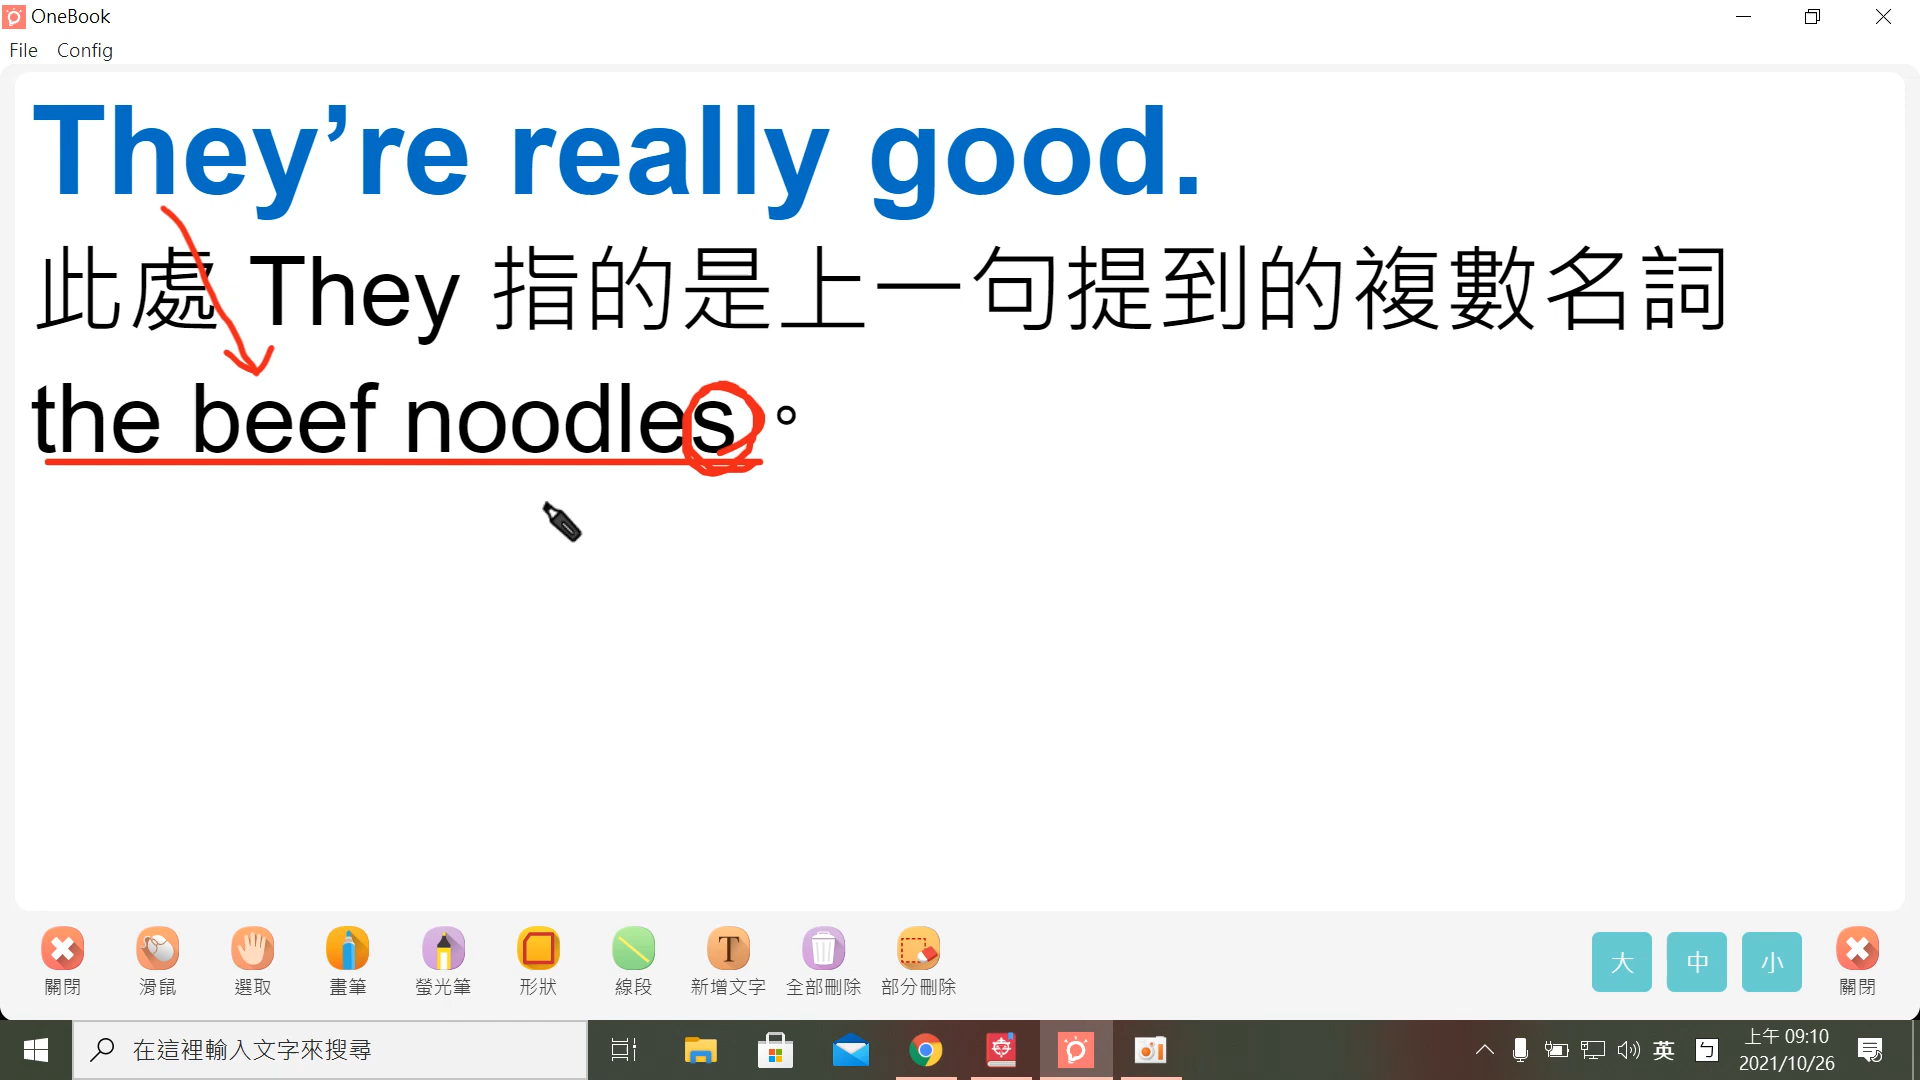 OneBook
File Config
They’re really good.
此處 They 指的是上一句提到的複數名詞
the beef noodles。
關閉 滑鼠 選取 畫筆 螢光筆 形狀 線段 新增文字 全部刪除 部分刪除 大 中 小 關閉
在這裡輸入文字來搜尋 英 ㄅ 上午 09:10
2021/10/26